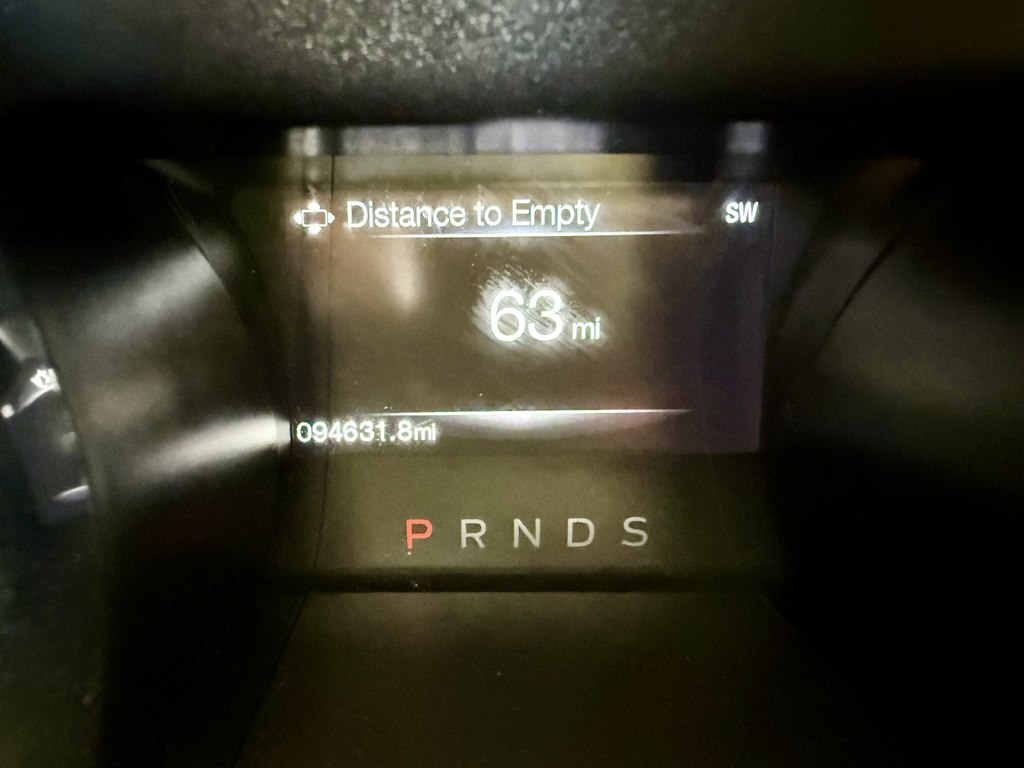 Distance to Empty SW
63 mi
094631.8mi
P R N D S